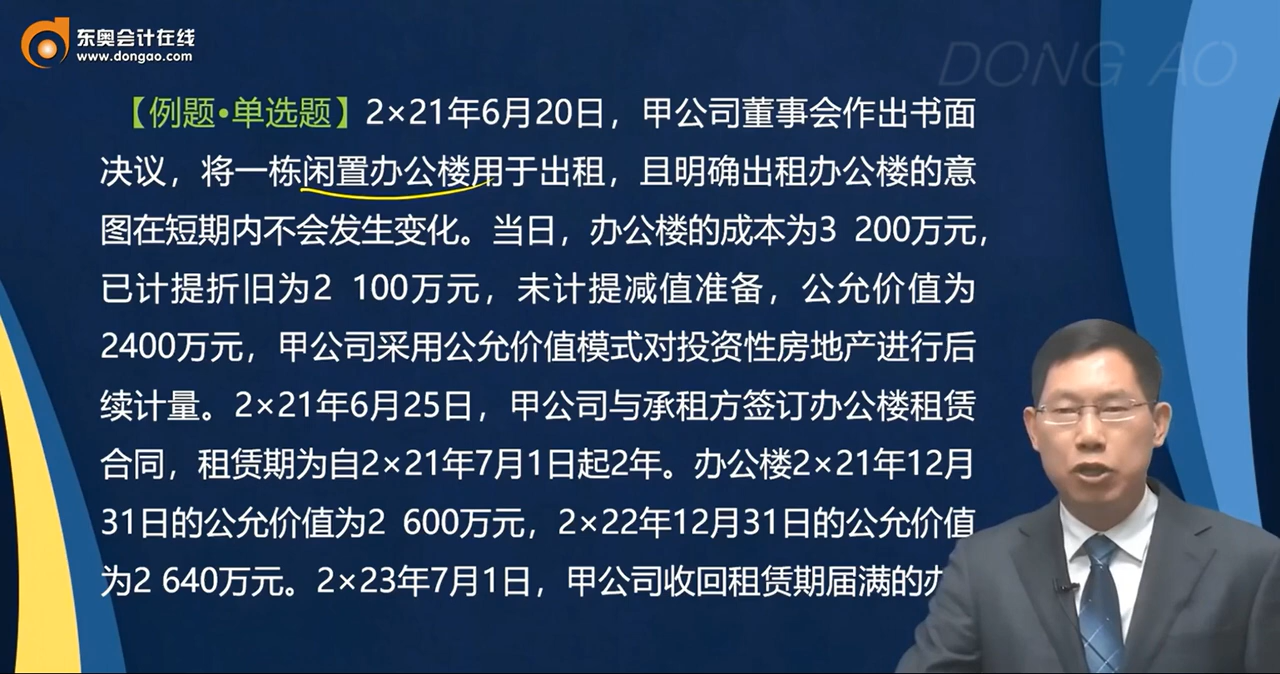 东奥会计在线
www.dongao.com
DONG AO
【例题•单选题】2×21年6月20日，甲公司董事会作出书面
决议，将一栋闲置办公楼用于出租，且明确出租办公楼的意
图在短期内不会发生变化。当日，办公楼的成本为3 200万元，
已计提折旧为2 100万元，未计提减值准备，公允价值为
2400万元，甲公司采用公允价值模式对投资性房地产进行后
续计量。2×21年6月25日，甲公司与承租方签订办公楼租赁
合同，租赁期为自2×21年7月1日起2年。办公楼2×21年12月
31日的公允价值为2 600万元，2×22年12月31日的公允价值
为2 640万元。2×23年7月1日，甲公司收回租赁期届满的办